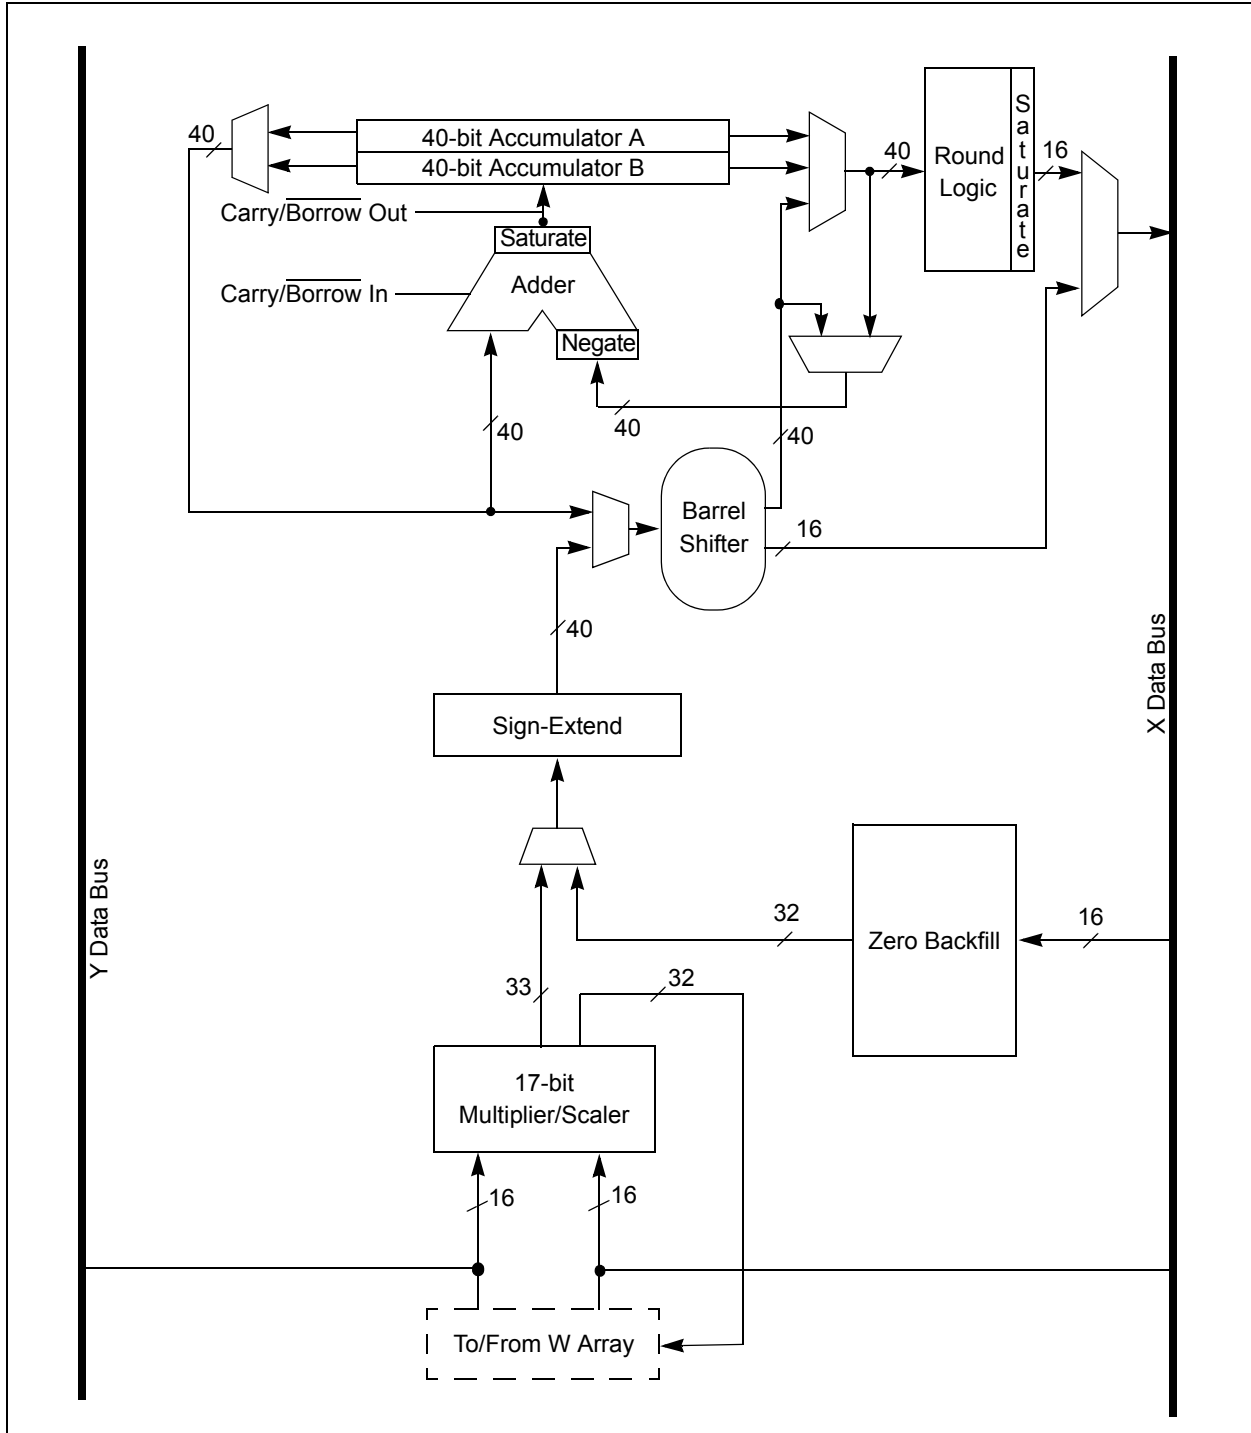 40
40-bit Accumulator A
40-bit Accumulator B
Carry/Borrow Out
Saturate
Carry/Borrow In
Adder
Negate
40
Round
Logic
Saturate
16
40
40
40
Barrel
Shifter
16
40
Sign-Extend
X Data Bus
Y Data Bus
33
32
32
Zero Backfill
16
17-bit
Multiplier/Scaler
16
16
To/From W Array